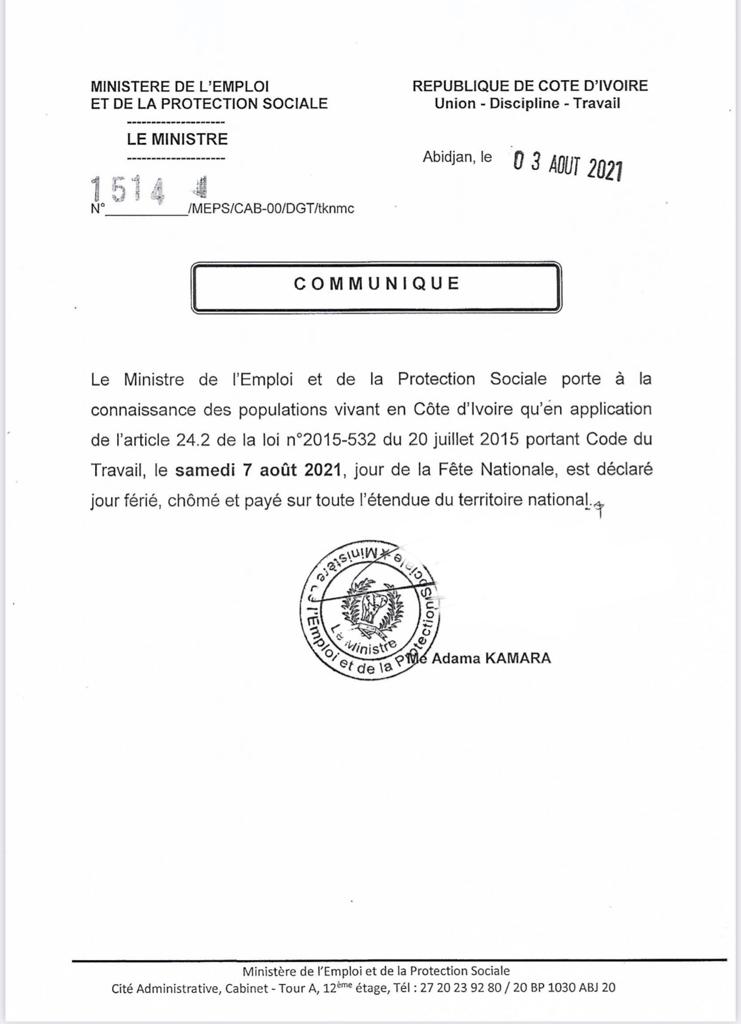 MINISTERE DE L'EMPLOI
ET DE LA PROTECTION SOCIALE
--------------------
LE MINISTRE
--------------------
REPUBLIQUE DE COTE D'IVOIRE
Union - Discipline - Travail
Abidjan, le 03 AOUT 2021
1514
N°__________/MEPS/CAB-00/DGT/tknmc
COMMUNIQUE
Le Ministre de l'Emploi et de la Protection Sociale porte à la
connaissance des populations vivant en Côte d'Ivoire qu'en application
de l'article 24.2 de la loi n°2015-532 du 20 juillet 2015 portant Code du
Travail, le samedi 7 août 2021, jour de la Fête Nationale, est déclaré
jour férié, chômé et payé sur toute l'étendue du territoire national.
Ministère de l'Emploi et de la Protection Sociale
Le Ministre
Me Adama KAMARA
Ministère de l'Emploi et de la Protection Sociale
Cité Administrative, Cabinet - Tour A, 12ème étage, Tél : 27 20 23 92 80 / 20 BP 1030 ABJ 20